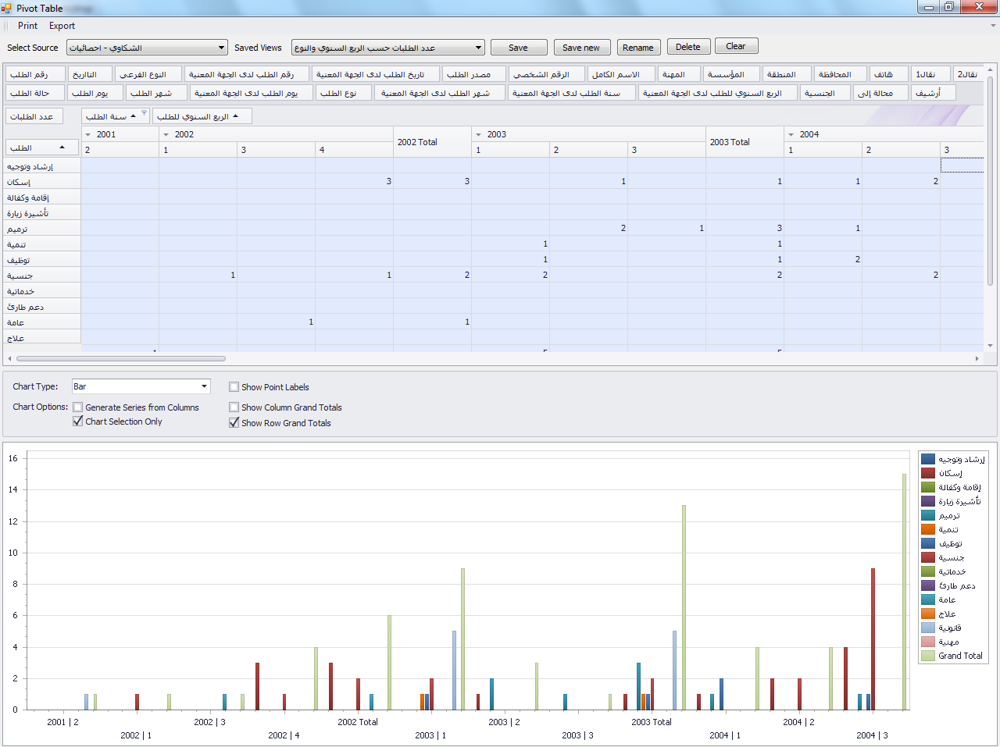 Pivot Table
Print Export
Select Source الشكاوي - احصائيات Saved Views عدد الطلبات حسب الربع السنوي والنوع Save Save new Rename Delete Clear
رقم الطلب التااريخ النوع الفرعي رقم الطلب لدى الجهة المعنية تاريخ الطلب لدى الجهة المعنية مصدر الطلب الرقم الشخصي الاسم الكامل المهنة المؤسسة المنطقة المحافظة هاتف نقال1 نقال2
حالة الطلب يوم الطلب شهر الطلب يوم الطلب لدى الجهة المعنية نوع الطلب شهر الطلب لدى الجهة المعنية سنة الطلب لدى الجهة المعنية الربع السنوي للطلب لدى الجهة المعنية الجنسية محالة إلى أرشيف
عدد الطلبات سنة الطلب الربع السنوي للطلب
2001 2002 2002 Total 2003 2003 Total 2004
الطلب 2 1 3 4 1 2 3 1 2 3
إرشاد وتوجيه
إسكان 3 3 1 1 1 2
إقامة وكفالة
تأشيرة زيارة
ترميم 2 1 3 1
تنمية 1 1
توظيف 1 1 2
جنسية 1 1 2 2 2 2
خدماتية
دعم طارئ
عامة 1 1
علاج
Chart Type: Bar Show Point Labels
Chart Options: Generate Series from Columns Show Column Grand Totals
Chart Selection Only Show Row Grand Totals
16
14
12
10
8
6
4
2
0
2001 | 2 2002 | 3 2002 Total 2003 | 2 2003 Total 2004 | 2
2002 | 1 2002 | 4 2003 | 1 2003 | 3 2004 | 1 2004 | 3
إرشاد وتوجيه
إسكان
إقامة وكفالة
تأشيرة زيارة
ترميم
تنمية
توظيف
جنسية
خدماتية
دعم طارئ
عامة
علاج
قانونية
مهنية
Grand Total